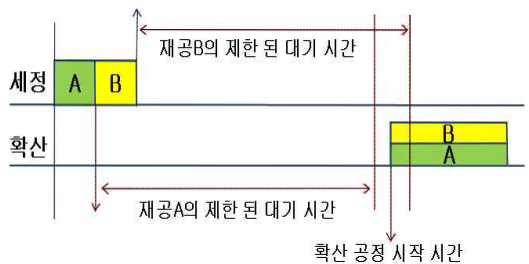 재공B의 제한 된 대기 시간
세정
A B
확산
B
A
재공A의 제한 된 대기 시간
확산 공정 시작 시간